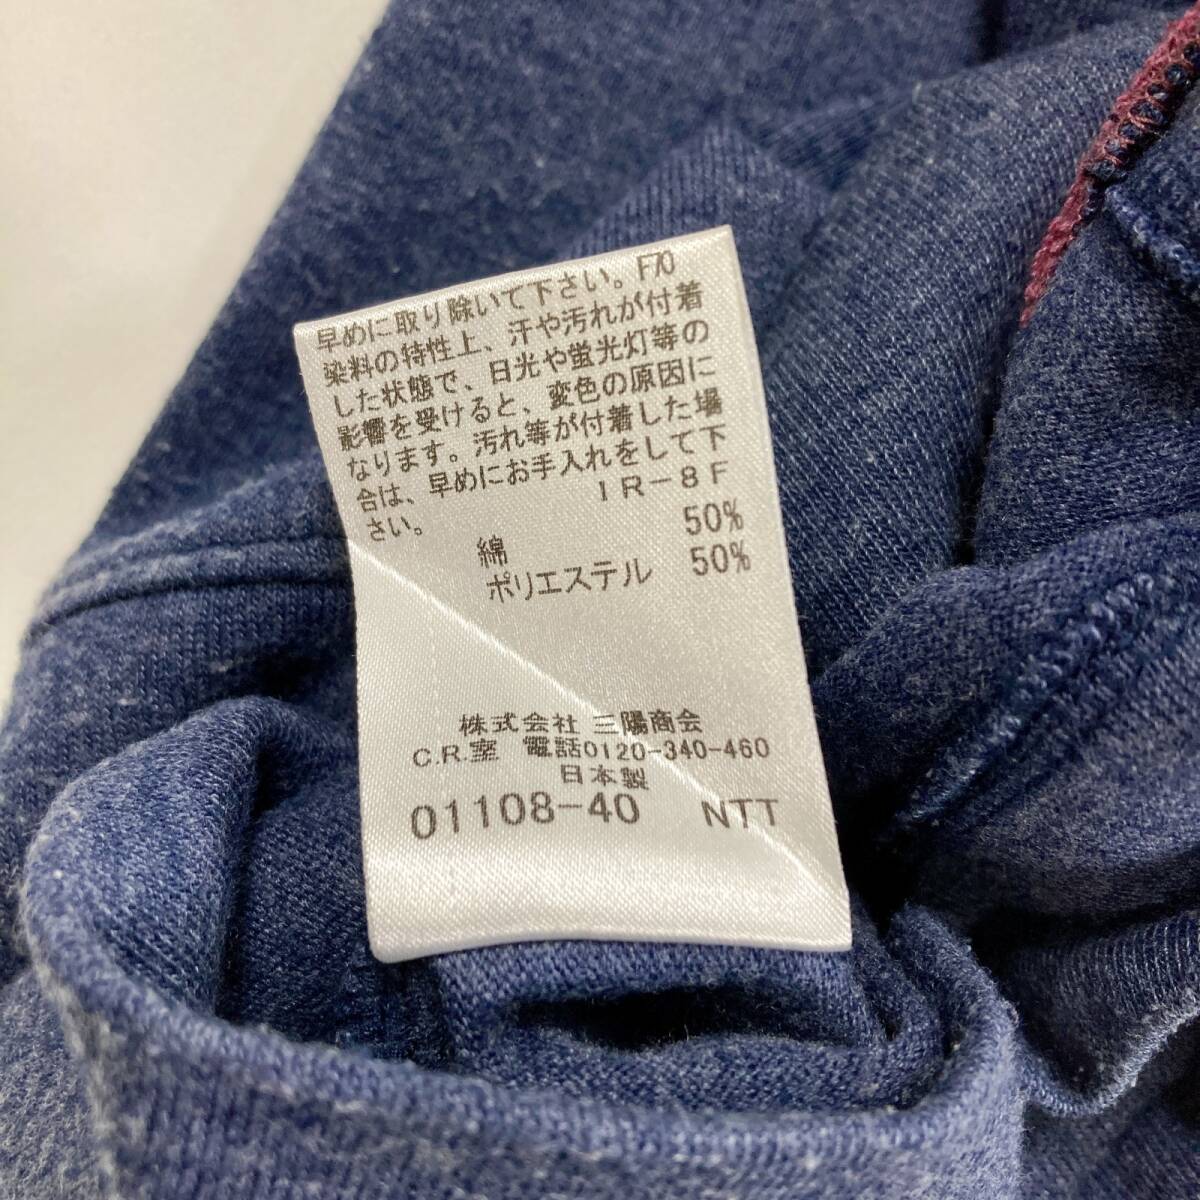 早めに取り除いて下さい。F70
染料の特性上、汗や汚れが付着
した状態で、日光や蛍光灯等の
影響を受けると、変色の原因に
なります。汚れ等が付着した場
合は、早めにお手入れをして下
さい。
IR-8F
綿 50%
ポリエステル 50%
株式会社 三陽商会
C.R.室 電話0120-340-460
日本製
01108-40 NTT